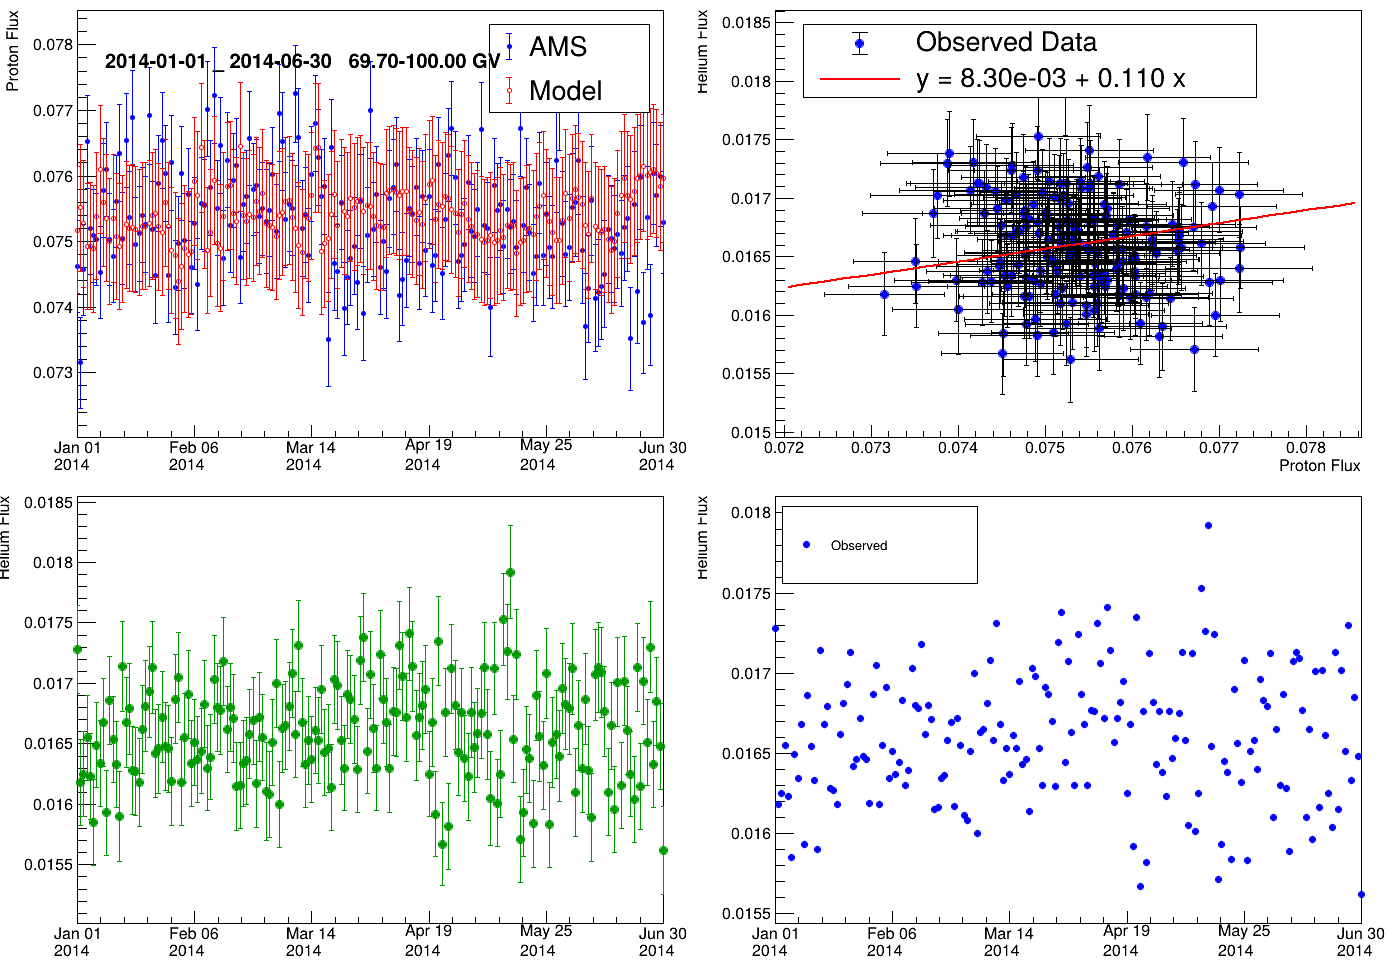 Proton Flux
0.078
0.077
0.076
0.075
0.074
0.073
2014-01-01 _ 2014-06-30 69.70-100.00 GV
AMS
Model
Jan 01
2014
Feb 06
2014
Mar 14
2014
Apr 19
2014
May 25
2014
Jun 30
2014
Helium Flux
0.0185
0.018
0.0175
0.017
0.0165
0.016
0.0155
0.015
Observed Data
y = 8.30e-03 + 0.110 x
0.072
0.073
0.074
0.075
0.076
0.077
0.078
Proton Flux
Helium Flux
0.0185
0.018
0.0175
0.017
0.0165
0.016
0.0155
Jan 01
2014
Feb 06
2014
Mar 14
2014
Apr 19
2014
May 25
2014
Jun 30
2014
Helium Flux
0.018
0.0175
0.017
0.0165
0.016
0.0155
Observed
Jan 01
2014
Feb 06
2014
Mar 14
2014
Apr 19
2014
May 25
2014
Jun 30
2014